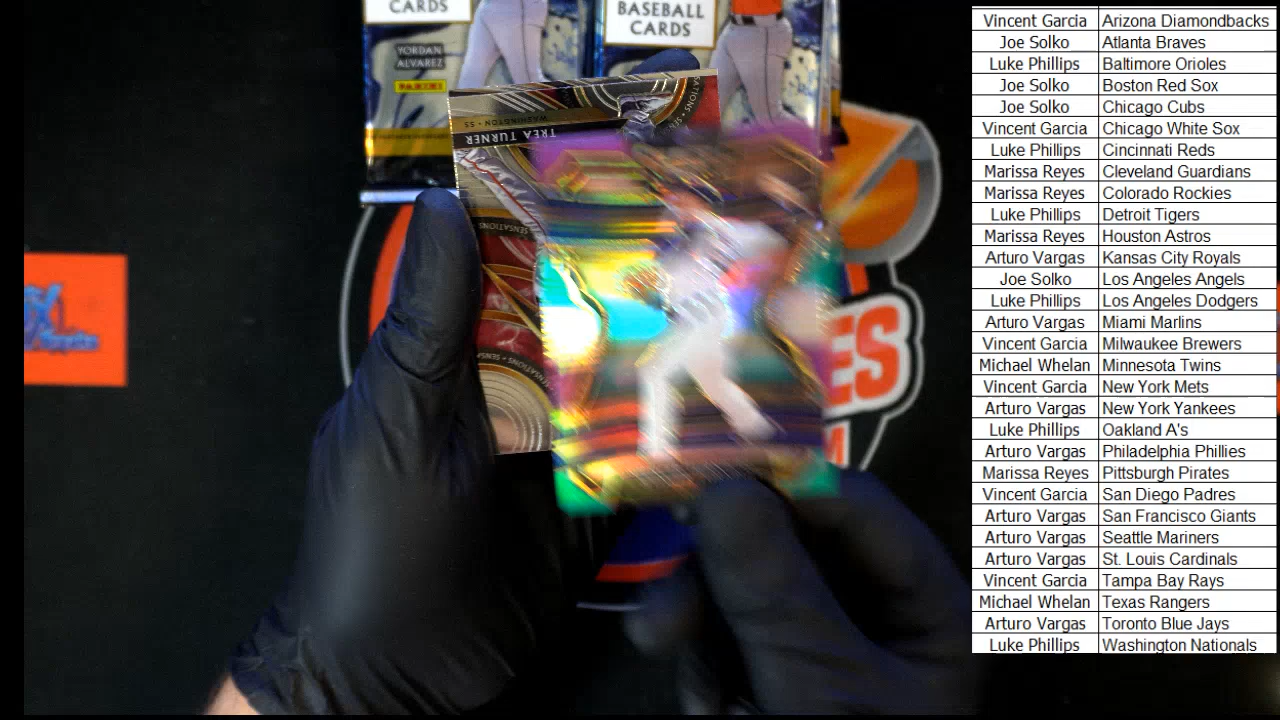 CARDS
YORDAN
ALVAREZ
PANINI
BASEBALL
CARDS
SENSATIONS
WASHINGTON • SS
TREA TURNER
SENSATIONS
SENSATIONS
ES
Vincent Garcia Arizona Diamondbacks
Joe Solko Atlanta Braves
Luke Phillips Baltimore Orioles
Joe Solko Boston Red Sox
Joe Solko Chicago Cubs
Vincent Garcia Chicago White Sox
Luke Phillips Cincinnati Reds
Marissa Reyes Cleveland Guardians
Marissa Reyes Colorado Rockies
Luke Phillips Detroit Tigers
Marissa Reyes Houston Astros
Arturo Vargas Kansas City Royals
Joe Solko Los Angeles Angels
Luke Phillips Los Angeles Dodgers
Arturo Vargas Miami Marlins
Vincent Garcia Milwaukee Brewers
Michael Whelan Minnesota Twins
Vincent Garcia New York Mets
Arturo Vargas New York Yankees
Luke Phillips Oakland A's
Arturo Vargas Philadelphia Phillies
Marissa Reyes Pittsburgh Pirates
Vincent Garcia San Diego Padres
Arturo Vargas San Francisco Giants
Arturo Vargas Seattle Mariners
Arturo Vargas St. Louis Cardinals
Vincent Garcia Tampa Bay Rays
Michael Whelan Texas Rangers
Arturo Vargas Toronto Blue Jays
Luke Phillips Washington Nationals